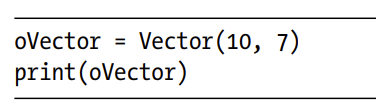 oVector = Vector(10, 7)
print(oVector)